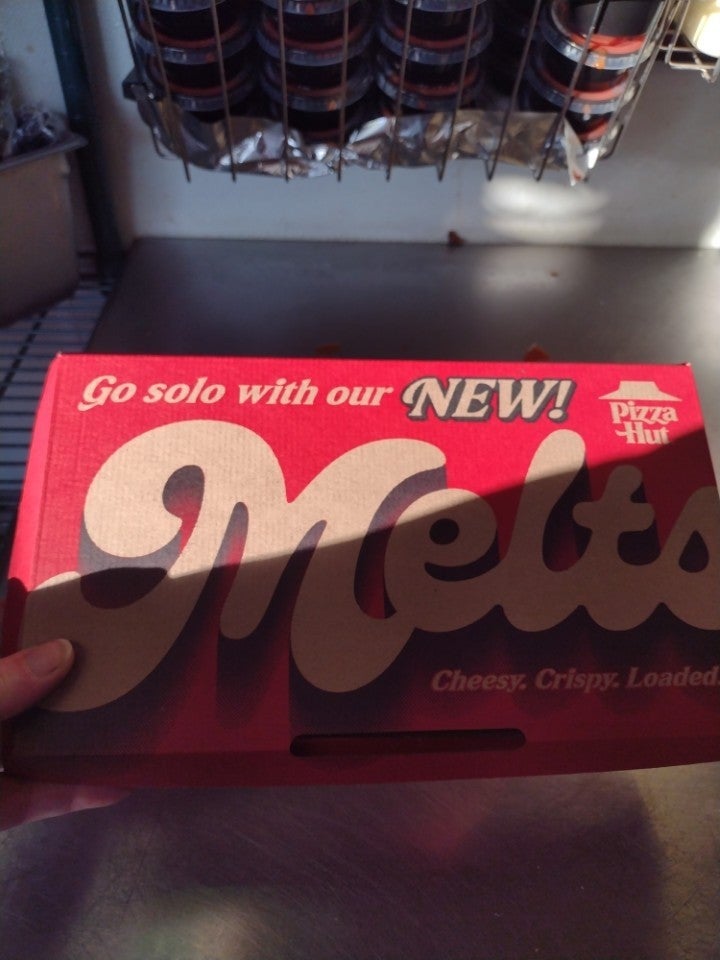 Go solo with our NEW!
Pizza
Hut
Melts
Cheesy. Crispy. Loaded.